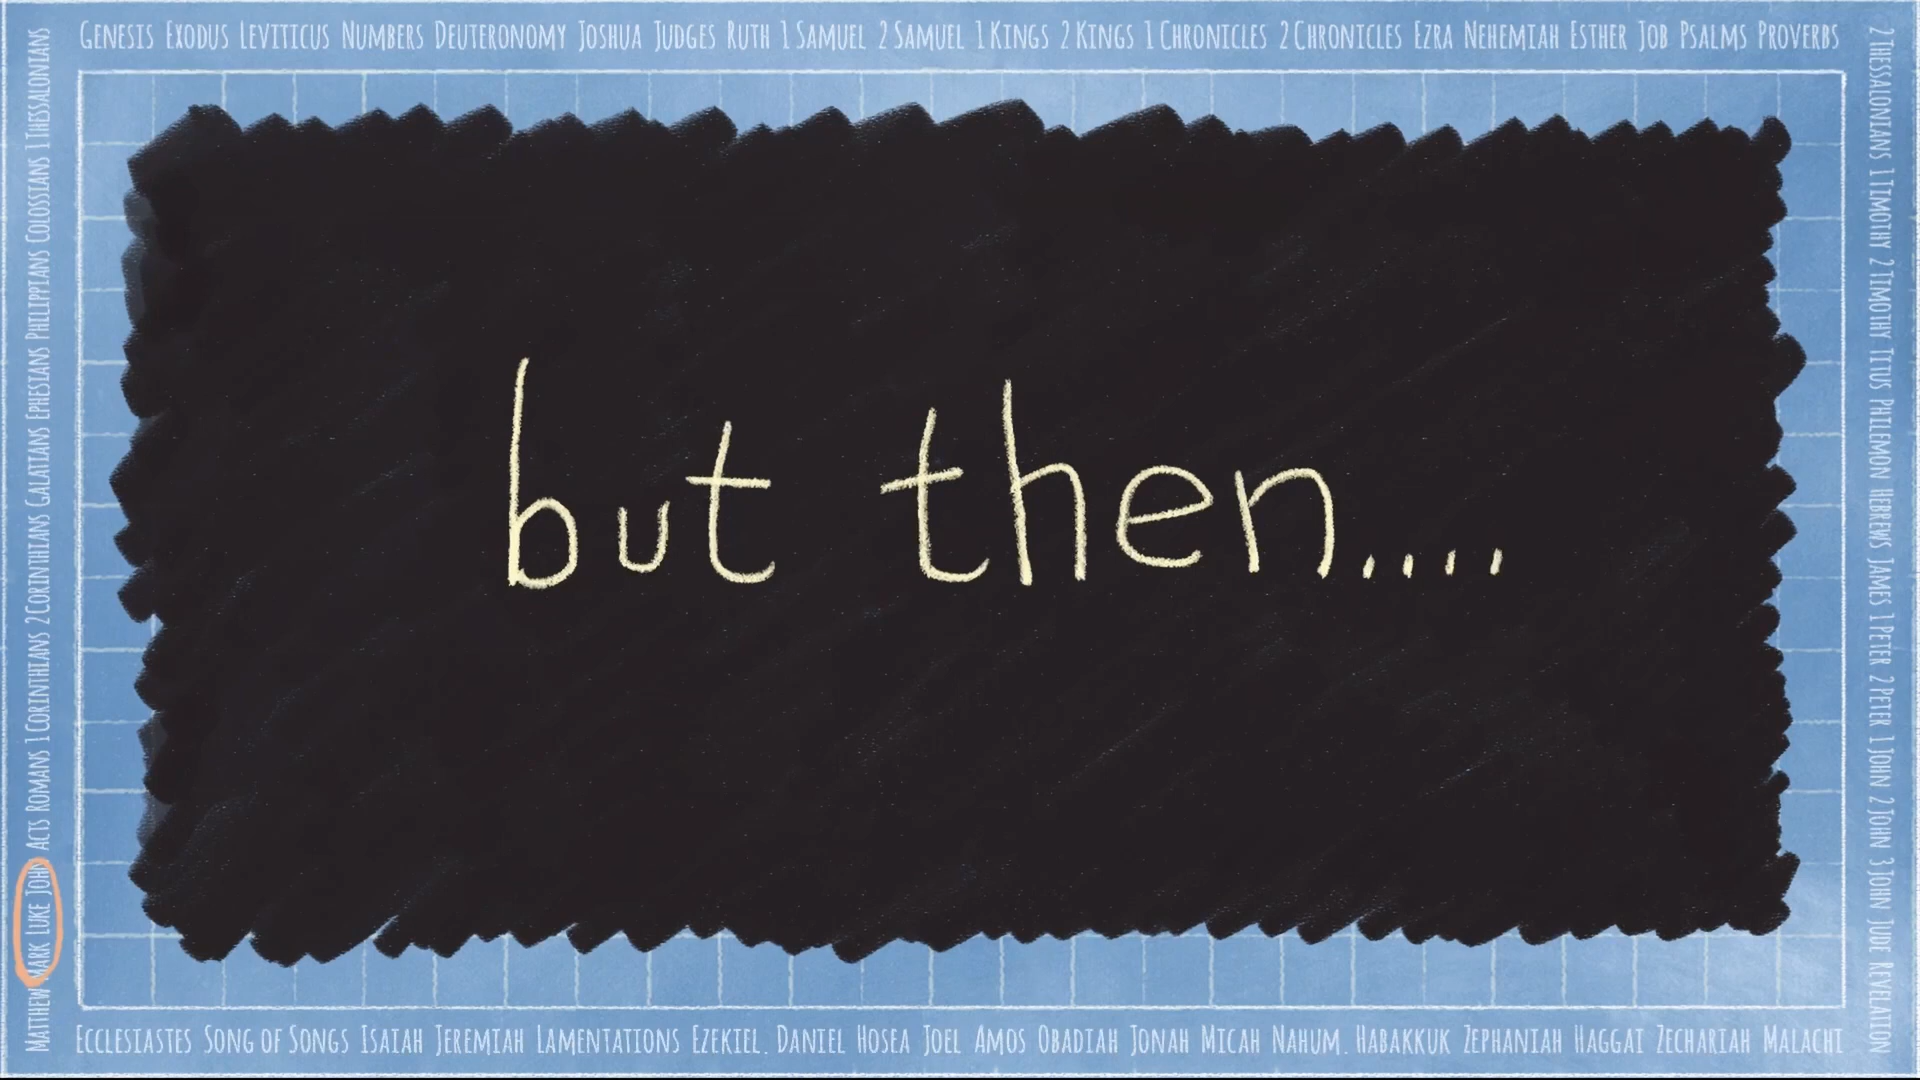 GENESIS EXODUS LEVITICUS NUMBERS DEUTERONOMY JOSHUA JUDGES RUTH 1 SAMUEL 2 SAMUEL 1 KINGS 2 KINGS 1 CHRONICLES 2 CHRONICLES EZRA NEHEMIAH ESTHER JOB PSALMS PROVERBS
but then....
ECCLESIASTES SONG OF SONGS ISAIAH JEREMIAH LAMENTATIONS EZEKIEL. DANIEL HOSEA JOEL AMOS OBADIAH JONAH MICAH NAHUM. HABAKKUK ZEPHANIAH HAGGAI ZECHARIAH MALACHI
MATTHEW MARK LUKE JOHN ACTS ROMANS 1 CORINTHIANS 2 CORINTHIANS GALATIANS EPHESIANS PHILIPPIANS COLOSSIANS 1 THESSALONIANS
2 THESSALONIANS 1 TIMOTHY 2 TIMOTHY TITUS PHILEMON HEBREWS JAMES 1 PETER 2 PETER 1 JOHN 2 JOHN 3 JOHN JUDE REVELATION